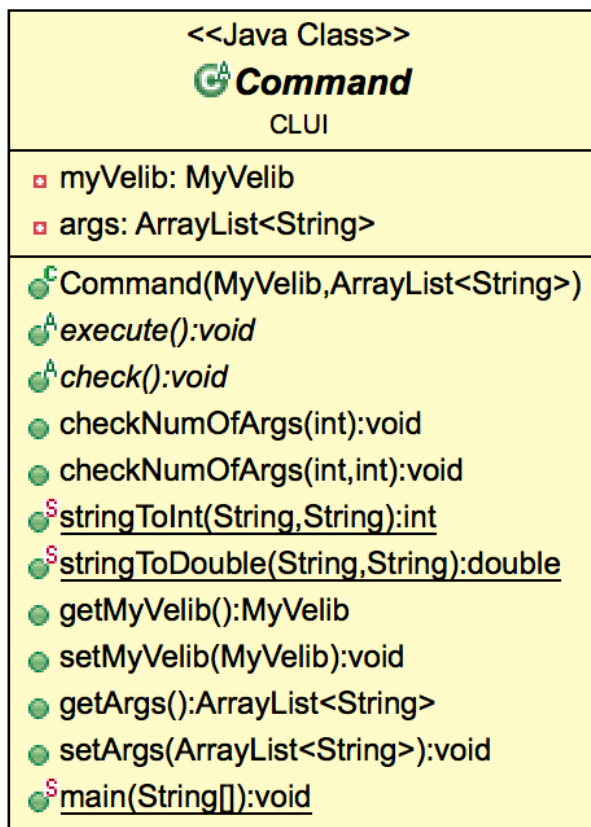 <<Java Class>>
Command
CLUI
myVelib: MyVelib
args: ArrayList<String>
Command(MyVelib,ArrayList<String>)
execute():void
check():void
checkNumOfArgs(int):void
checkNumOfArgs(int,int):void
stringToInt(String,String):int
stringToDouble(String,String):double
getMyVelib():MyVelib
setMyVelib(MyVelib):void
getArgs():ArrayList<String>
setArgs(ArrayList<String>):void
main(String[]):void